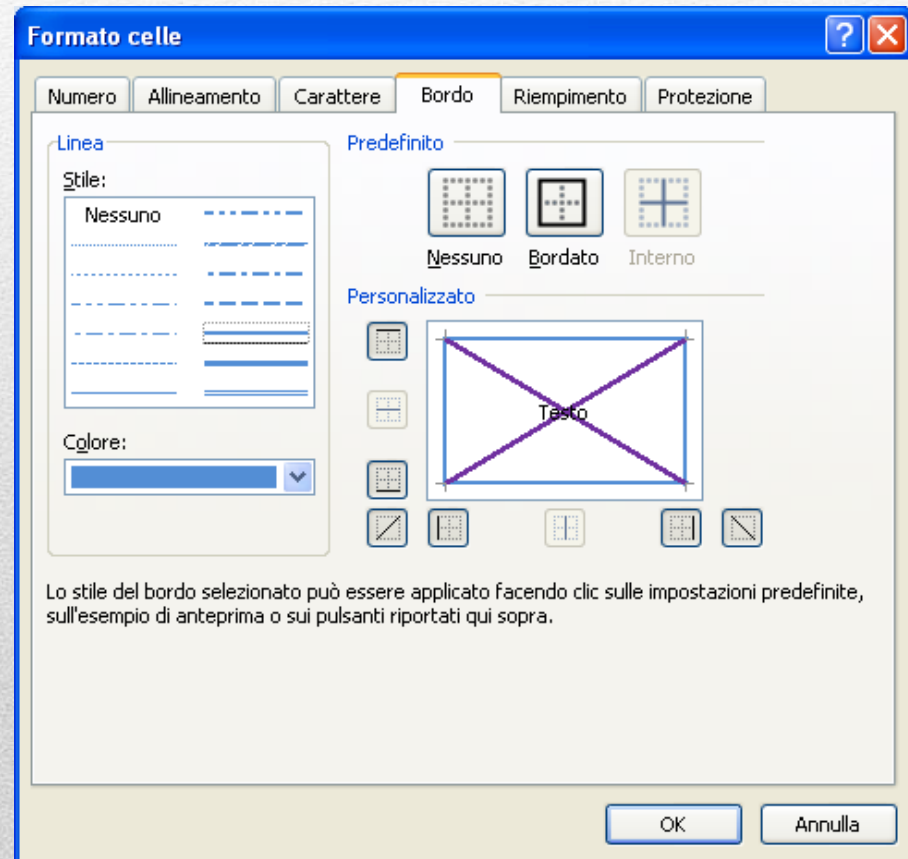 Formato celle
Numero Allineamento Carattere Bordo Riempimento Protezione
Linea
Stile:
Nessuno
Colore:
Predefinito
Nessuno Bordato Interno
Personalizzato
Testo
Lo stile del bordo selezionato può essere applicato facendo clic sulle impostazioni predefinite,
sull'esempio di anteprima o sui pulsanti riportati qui sopra.
OK Annulla